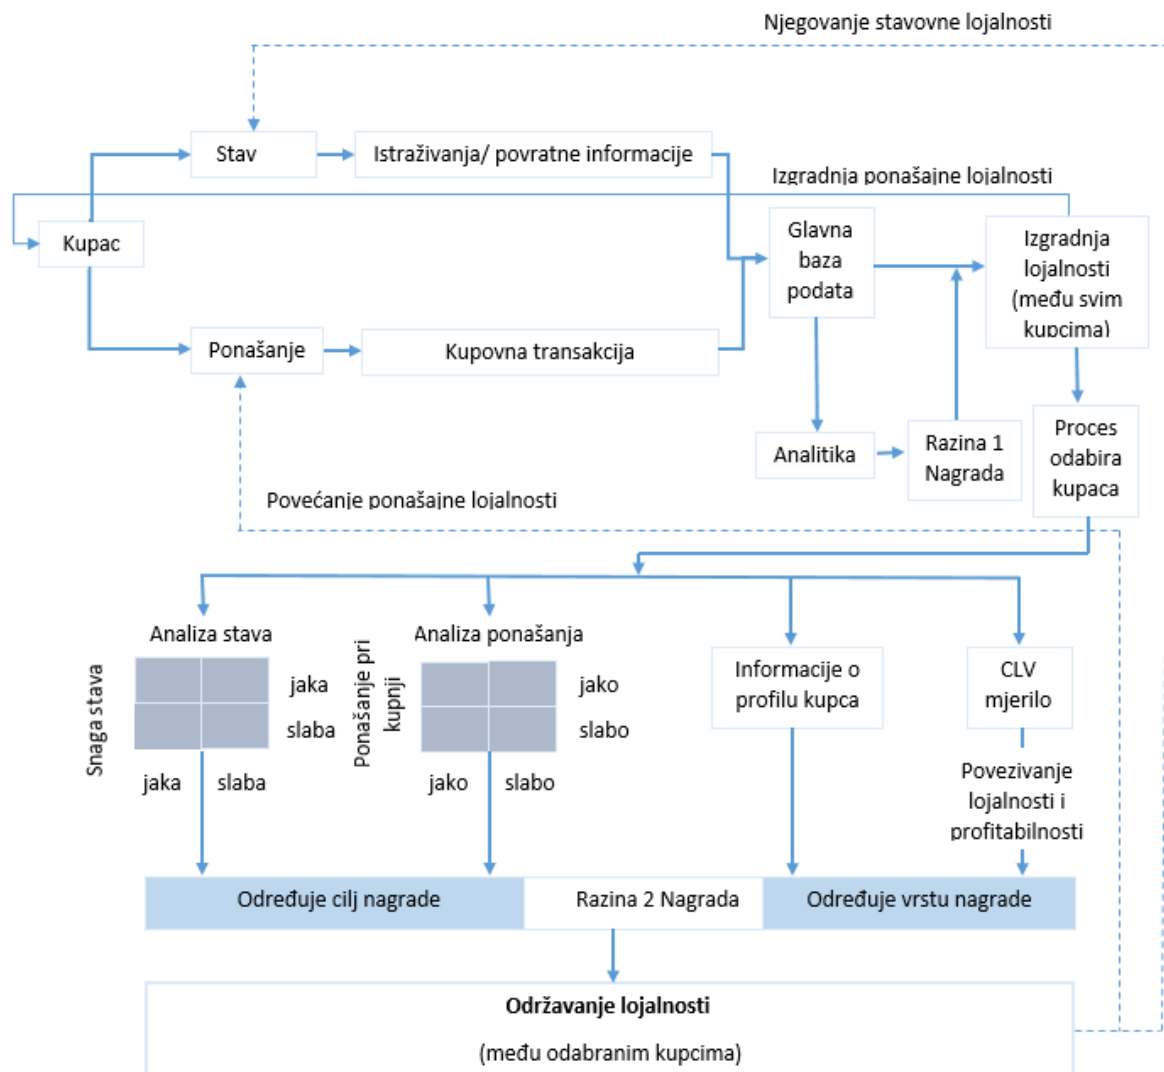 Njegovanje stavovne lojalnosti
Stav
Istraživanja/ povratne informacije
Izgradnja ponašajne lojalnosti
Kupac
Glavna
baza
podata
Izgradnja
lojalnosti
(među svim
kupcima)
Ponašanje
Kupovna transakcija
Analitika
Razina 1
Nagrada
Proces
odabira
kupaca
Povećanje ponašajne lojalnosti
Analiza stava
Snaga stava
jaka
slaba
jaka
slaba
Analiza ponašanja
Ponašanje pri
kupnji
jako
slabo
jako
slabo
Informacije o
profilu kupca
CLV
mjerilo
Povezivanje
lojalnosti i
profitabilnosti
Određuje cilj nagrade
Razina 2 Nagrada
Određuje vrstu nagrade
Održavanje lojalnosti
(među odabranim kupcima)